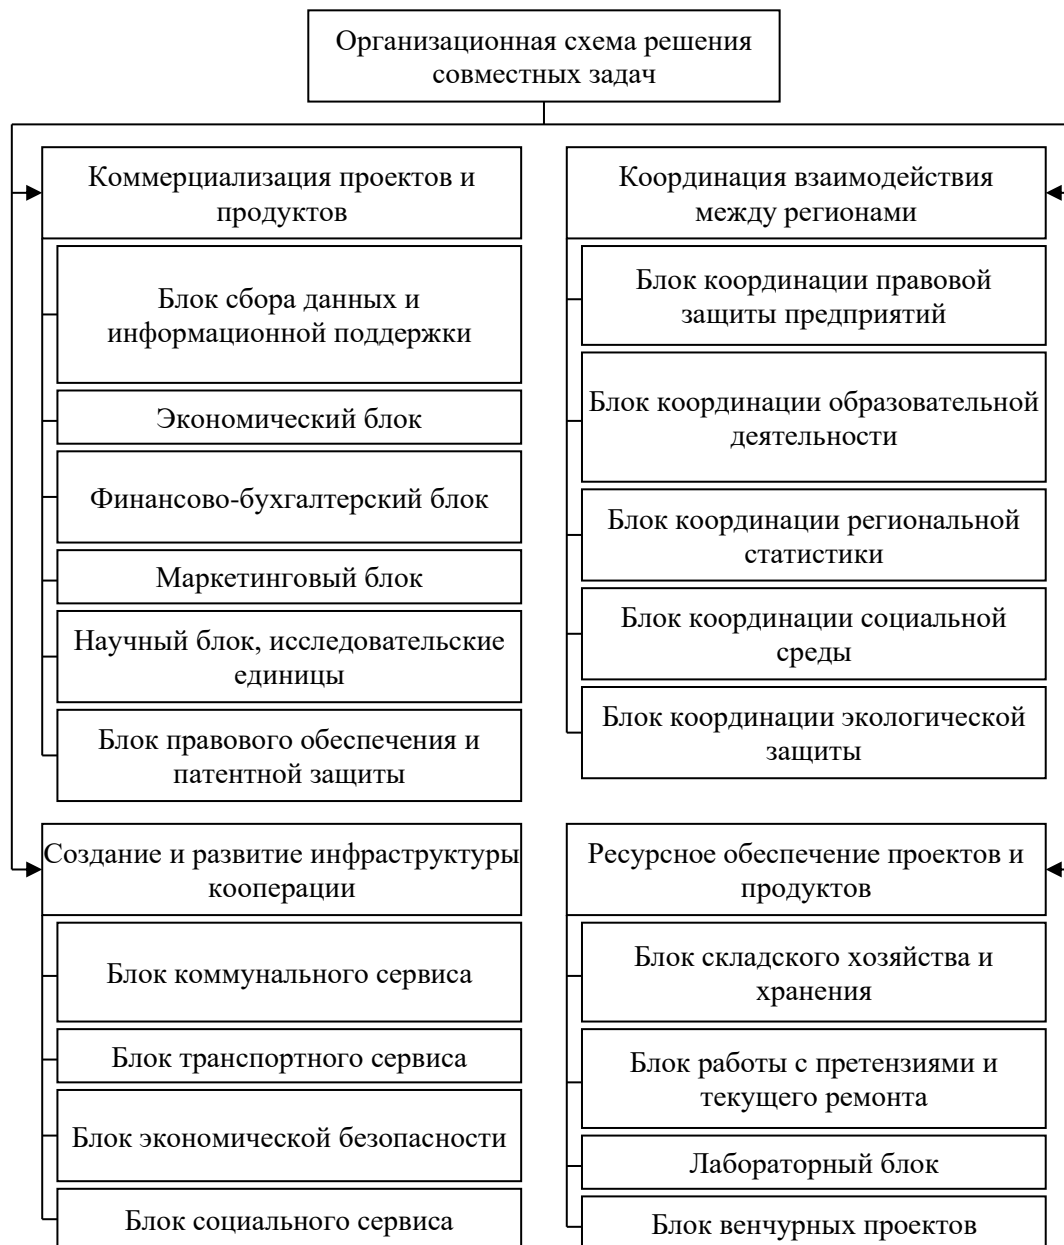 Организационная схема решения
совместных задач
Коммерциализация проектов и
продуктов
Блок сбора данных и
информационной поддержки
Экономический блок
Финансово-бухгалтерский блок
Маркетинговый блок
Научный блок, исследовательские
единицы
Блок правового обеспечения и
патентной защиты
Координация взаимодействия
между регионами
Блок координации правовой
защиты предприятий
Блок координации образовательной
деятельности
Блок координации региональной
статистики
Блок координации социальной
среды
Блок координации экологической
защиты
Создание и развитие инфраструктуры
кооперации
Блок коммунального сервиса
Блок транспортного сервиса
Блок экономической безопасности
Блок социального сервиса
Ресурсное обеспечение проектов и
продуктов
Блок складского хозяйства и
хранения
Блок работы с претензиями и
текущего ремонта
Лабораторный блок
Блок венчурных проектов